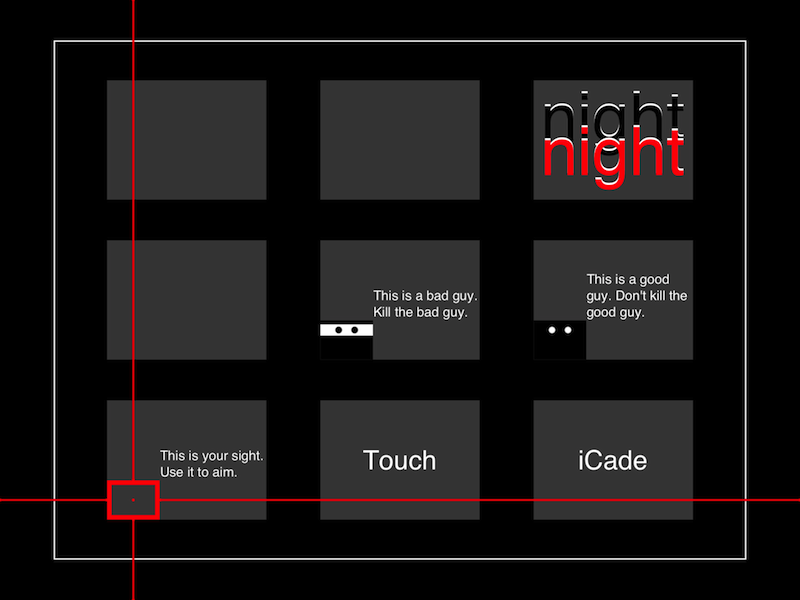 night
night
This is a bad guy.
Kill the bad guy.
This is a good
guy. Don't kill the
good guy.
This is your sight.
Use it to aim.
Touch
iCade